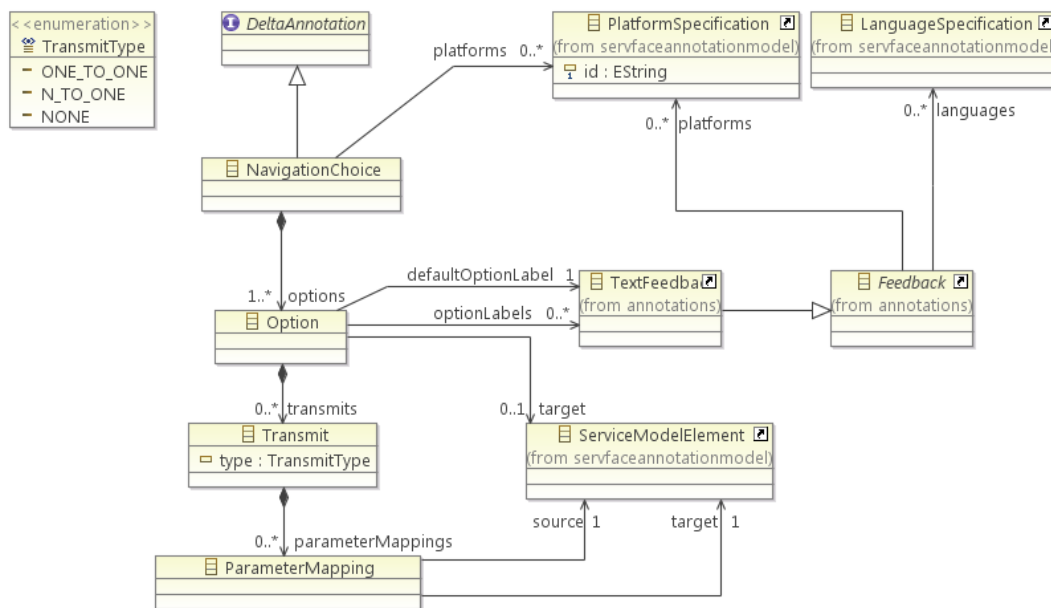 <<enumeration>>
TransmitType
ONE_TO_ONE
N_TO_ONE
NONE
DeltaAnnotation
PlatformSpecification
(from servfaceannotationmodel)
id : EString
LanguageSpecification
(from servfaceannotationmodel)
platforms 0..*
0..* platforms
0..* languages
NavigationChoice
1..* options
defaultOptionLabel 1
optionLabels 0..*
TextFeedbac
(from annotations)
Feedback
(from annotations)
Option
0..* transmits
0..1 target
Transmit
type : TransmitType
ServiceModelElement
(from servfaceannotationmodel)
source 1
target 1
0..* parameterMappings
ParameterMapping